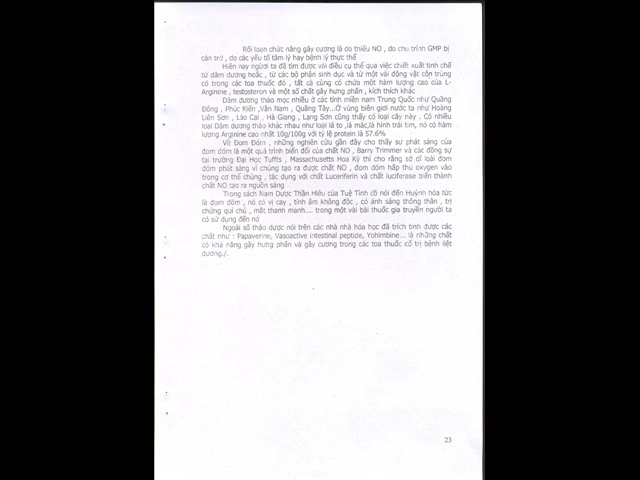 Rối loạn chức năng gây cương là do thiếu NO , do chu trình GMP bị
cản trở , do các yếu tố tâm lý hay bệnh lý thực thể
Hiện nay người ta đã tìm được vài điều cụ thể qua việc chiết xuất tinh chế
từ dâm dương hoắc , từ các bộ phận sinh dục và từ một vài động vật côn trùng
có trong các toa thuốc đó , tất cả cùng có chứa một hàm lượng cao của L-
Arginine , testosteron và một số chất gây hưng phấn , kích thích khác
Dâm dương thảo mọc nhiều ở các tỉnh miền nam Trung Quốc như Quảng
Đông , Phúc Kiến ,Vân Nam , Quảng Tây...Ở vùng biên giới nước ta như Hoàng
Liên Sơn , Lào Cai , Hà Giang , Lạng Sơn cũng thấy có loại cây này . Có nhiều
loại Dâm dương thảo khác nhau như loại lá to ,lá mác,lá hình trái tim, nó có hàm
lượng Arginine cao nhất 10g/100g với tỷ lệ protein là 57.6%
Về Đom Đóm , những nghiên cứu gần đây cho thấy sự phát sáng của
đom đóm là một quá trình biến đổi của chất NO , Barry Trimmer và các đồng sự
tại trường Đại Học Tuffts , Massachusetts Hoa Kỳ thì cho rằng sở dĩ loài đom
đóm phát sáng vì chúng tạo ra được chất NO , đom đóm hấp thu oxygen vào
trong cơ thể chúng , tác dụng với chất Luceriferin và chất luciferase biến thành
chất NO tạo ra nguồn sáng
Trong sách Nam Dược Thần Hiệu của Tuệ Tĩnh có nói đến Huỳnh hỏa tức
là đom đóm , nó có vị cay , tính ấm không độc , có ánh sáng thông thần , trị
chứng quỉ chú , mắt thanh manh.... trong một vài bài thuốc gia truyền người ta
có sử dụng đến nó
Ngoài số thảo dược nói trên các nhà nhà hóa học đã trích tinh được các
chất như : Papaverine, Vasoactive intestinal peptide, Yohimbine... là những chất
có khả năng gây hưng phấn và gây cương trong các toa thuốc cổ trị bệnh liệt
dương./.
23